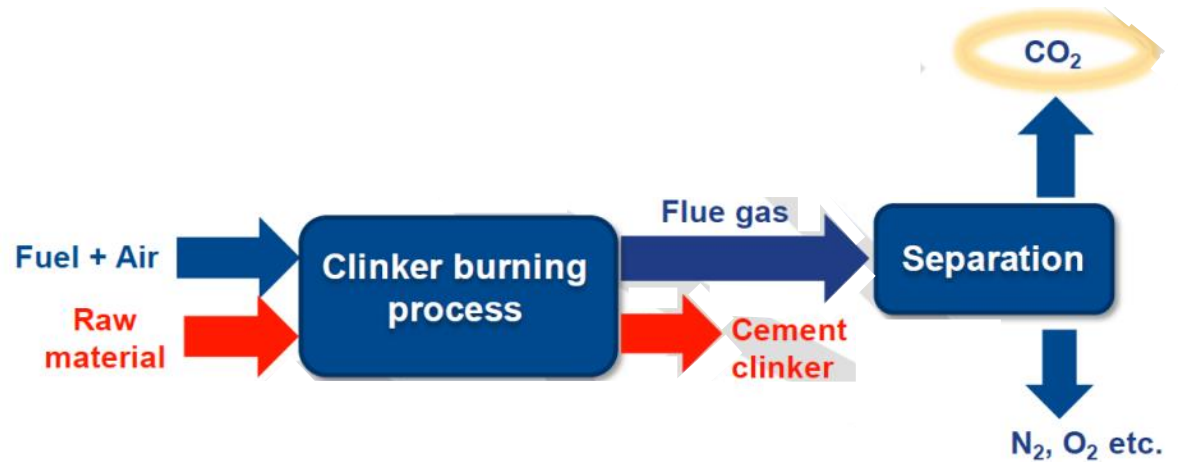 CO₂
Flue gas
Fuel + Air
Clinker burning
process
Separation
Raw
material
Cement
clinker
N₂, O₂ etc.